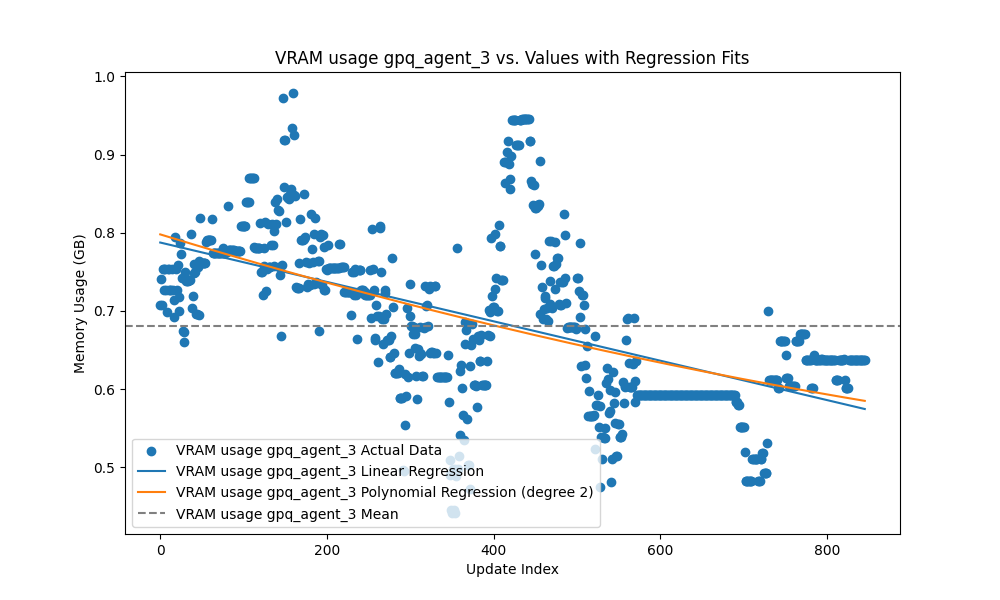 VRAM usage gpq_agent_3 vs. Values with Regression Fits
1.0
0.9
0.8
0.7
0.6
0.5
Memory Usage (GB)
VRAM usage gpq_agent_3 Actual Data
VRAM usage gpq_agent_3 Linear Regression
VRAM usage gpq_agent_3 Polynomial Regression (degree 2)
VRAM usage gpq_agent_3 Mean
0 200 400 600 800
Update Index